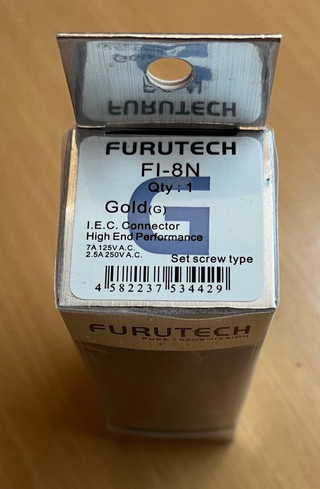 FURUTECH
FURUTECH
FI-8N
Qty : 1
G
Gold(G)
I.E.C. Connector
High End Performance
7A 125V A.C.
2.5A 250V A.C.
Set screw type
4 582237 534429
FURUTECH
PURE TRANSMISSION